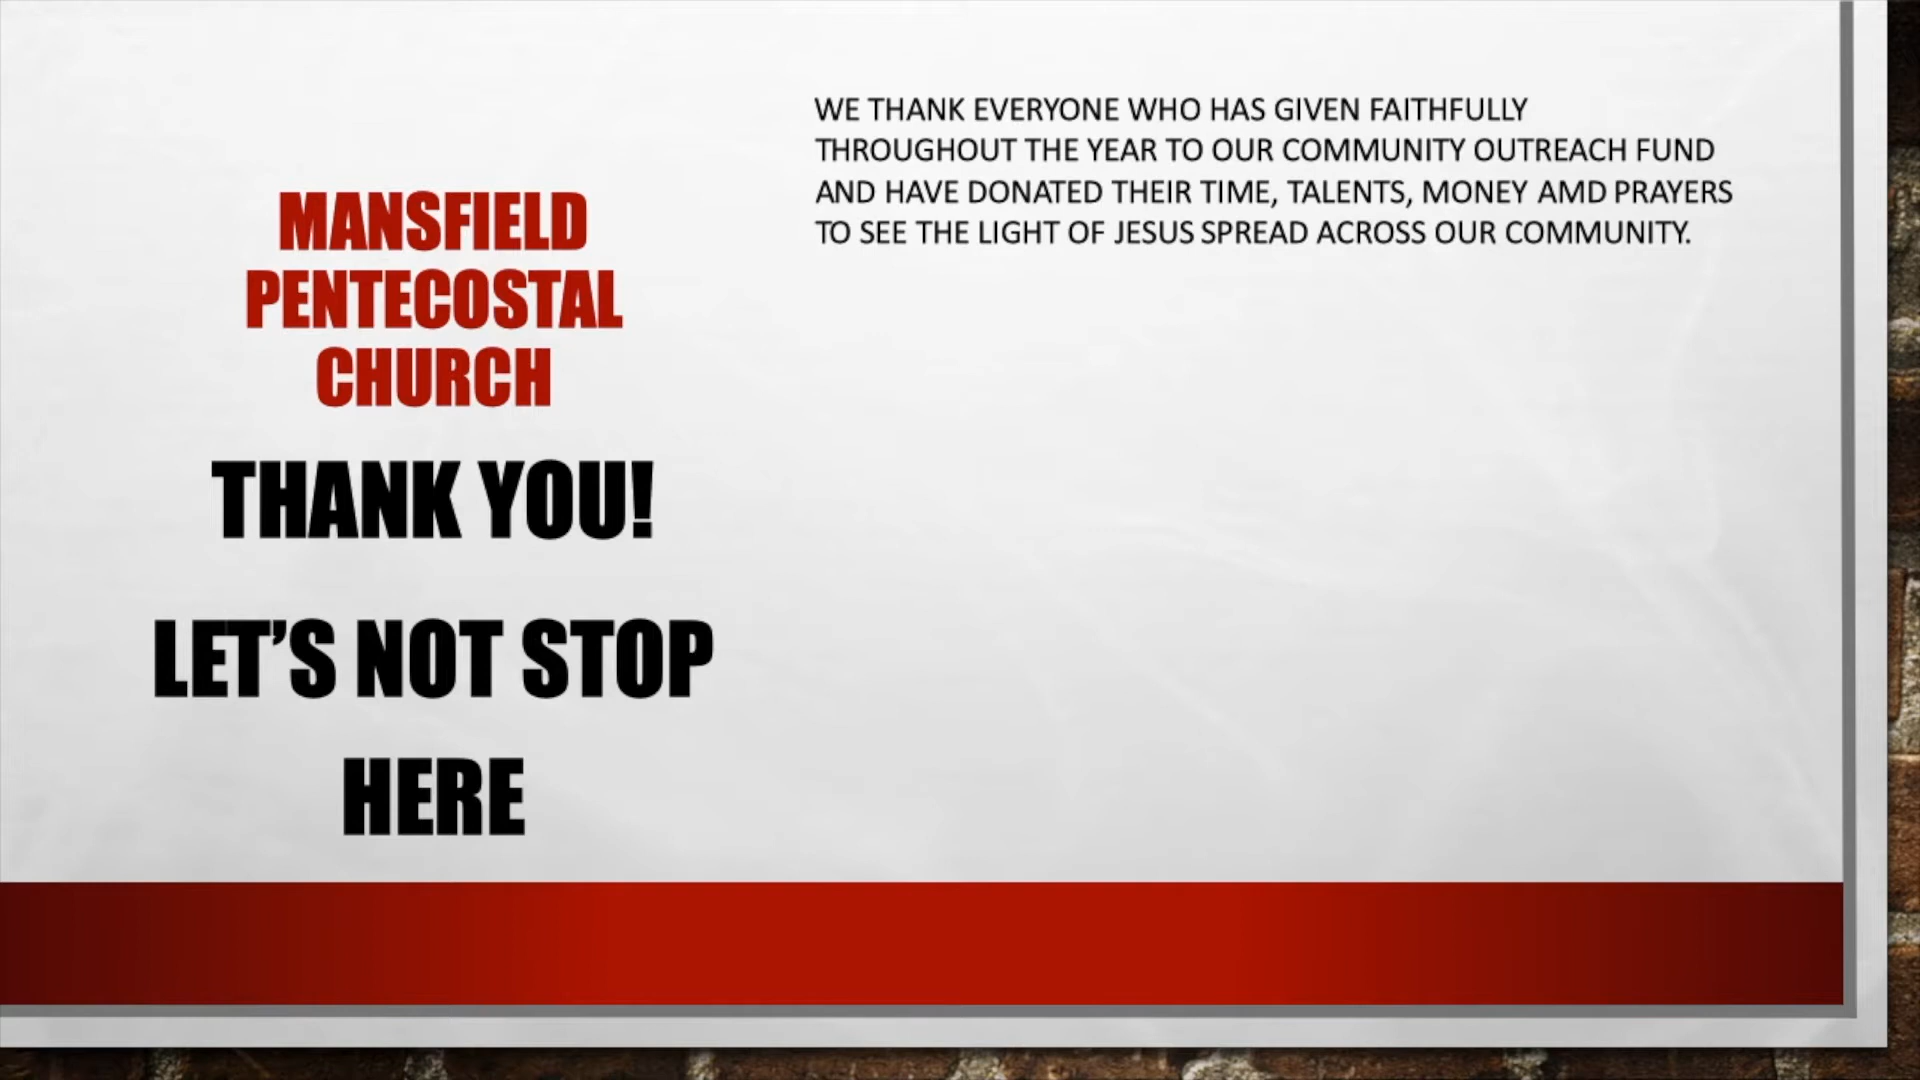 MANSFIELD
PENTECOSTAL
CHURCH
THANK YOU!
LET'S NOT STOP
HERE
WE THANK EVERYONE WHO HAS GIVEN FAITHFULLY
THROUGHOUT THE YEAR TO OUR COMMUNITY OUTREACH FUND
AND HAVE DONATED THEIR TIME, TALENTS, MONEY AMD PRAYERS
TO SEE THE LIGHT OF JESUS SPREAD ACROSS OUR COMMUNITY.